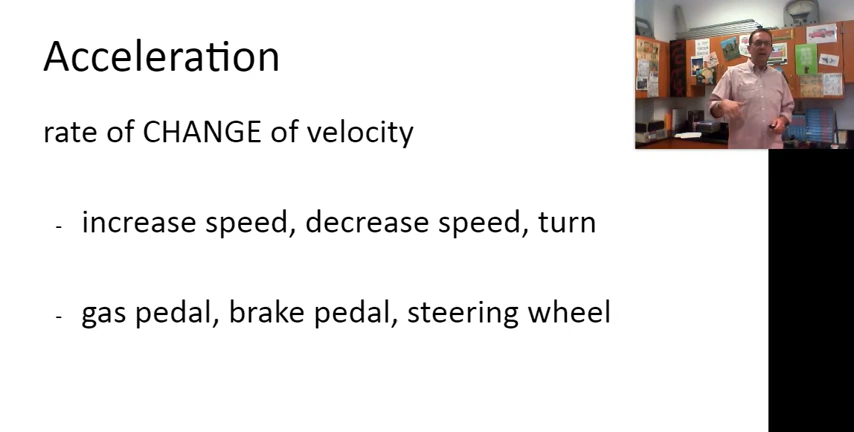 Acceleration
rate of CHANGE of velocity
- increase speed, decrease speed, turn
- gas pedal, brake pedal, steering wheel